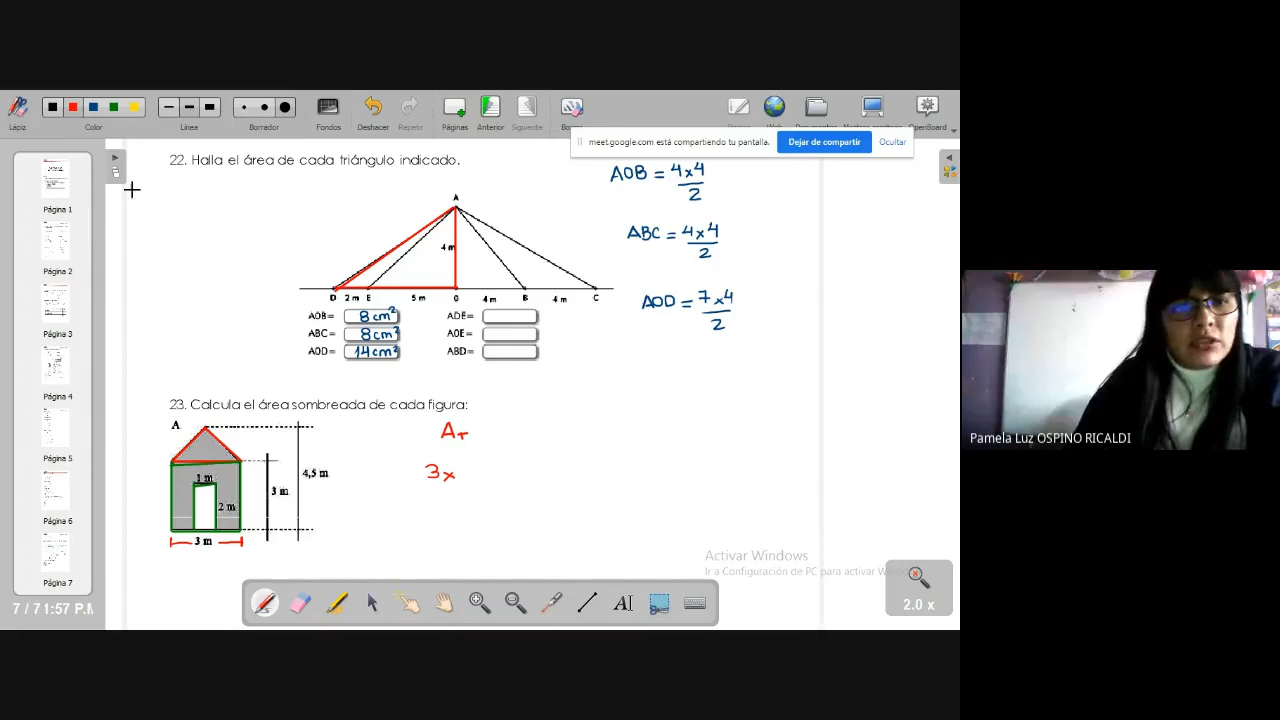 Lápiz
Color
Línea
Borrador
Fondos
Deshacer
Repetir
Páginas
Anterior
Siguiente
OpenBoard
meet.google.com está compartiendo tu pantalla.
Dejar de compartir
Ocultar
Página 1
Página 2
Página 3
Página 4
Página 5
Página 6
Página 7
7 / 7
1:57 P.M
22. Halla el área de cada triángulo indicado.
A
4 m
D 2 m E 5 m 0 4 m B 4 m C
AOB = 8 cm² ADE =
ABC = 8 cm² AOE =
AOD = 14 cm² ABD =
AOB = 4x4
2
ABC = 4x4
2
AOD = 7x4
2
23. Calcula el área sombreada de cada figura:
A
1 m
2 m
3 m
3 m
4,5 m
AT
3x
Activar Windows
Ir a Configuración de PC para activar
2.0 x
Pamela Luz OSPINO RICALDI